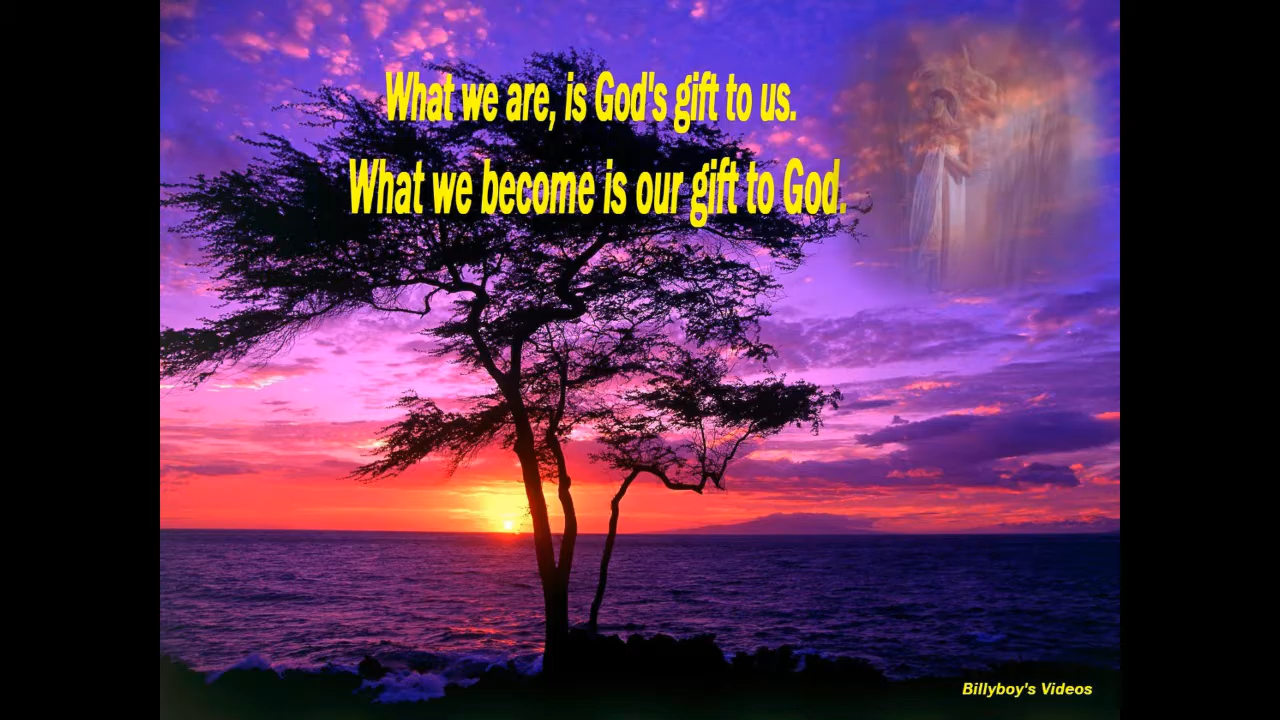 What we are, is God's gift to us.
What we become is our gift to God.
Billyboy's Videos